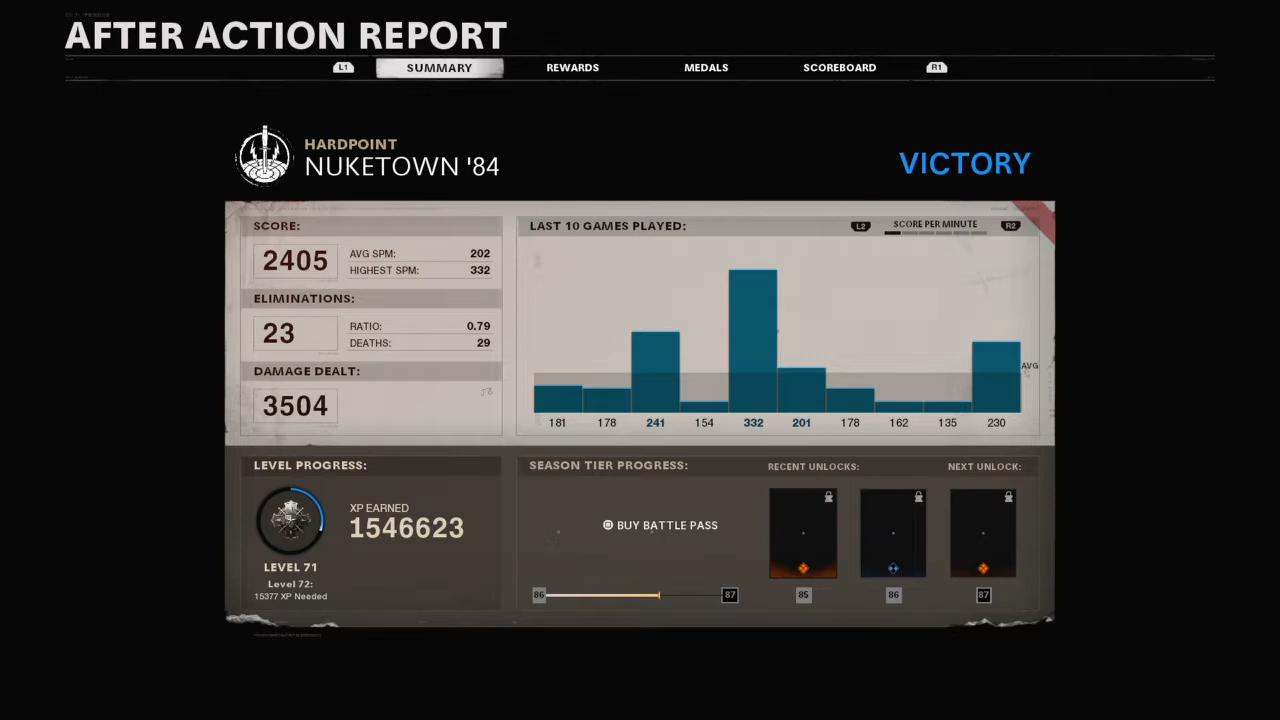 AFTER ACTION REPORT
L1 SUMMARY REWARDS MEDALS SCOREBOARD R1
HARDPOINT
NUKETOWN '84
VICTORY
SCORE:
2405
AVG SPM: 202
HIGHEST SPM: 332
ELIMINATIONS:
23
RATIO: 0.79
DEATHS: 29
DAMAGE DEALT:
3504
LAST 10 GAMES PLAYED:
L2 SCORE PER MINUTE R2
AVG
181 178 241 154 332 201 178 162 135 230
LEVEL PROGRESS:
XP EARNED
1546623
LEVEL 71
Level 72:
15377 XP Needed
SEASON TIER PROGRESS:
BUY BATTLE PASS
86 87
RECENT UNLOCKS: NEXT UNLOCK:
85 86 87